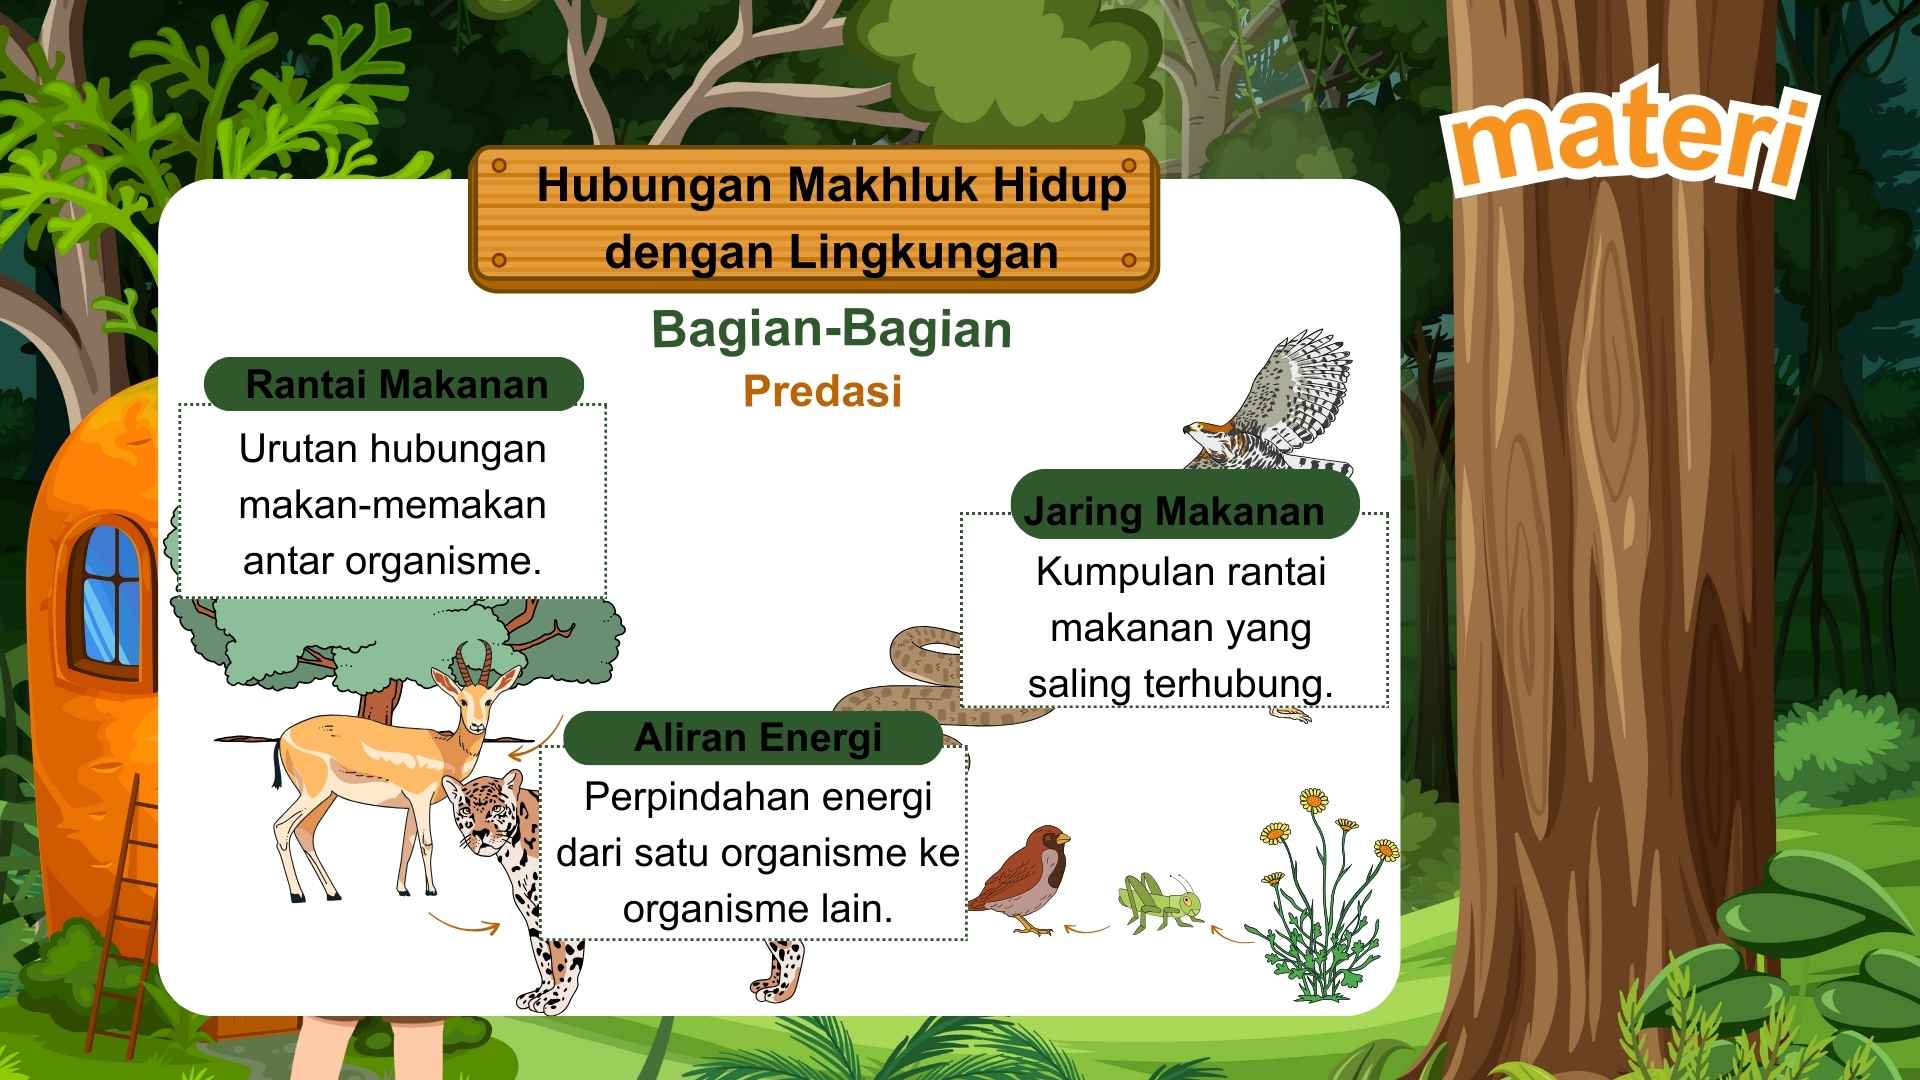 materi
Hubungan Makhluk Hidup
dengan Lingkungan
Bagian-Bagian
Predasi
Rantai Makanan
Urutan hubungan
makan-memakan
antar organisme.
Jaring Makanan
Kumpulan rantai
makanan yang
saling terhubung.
Aliran Energi
Perpindahan energi
dari satu organisme ke
organisme lain.